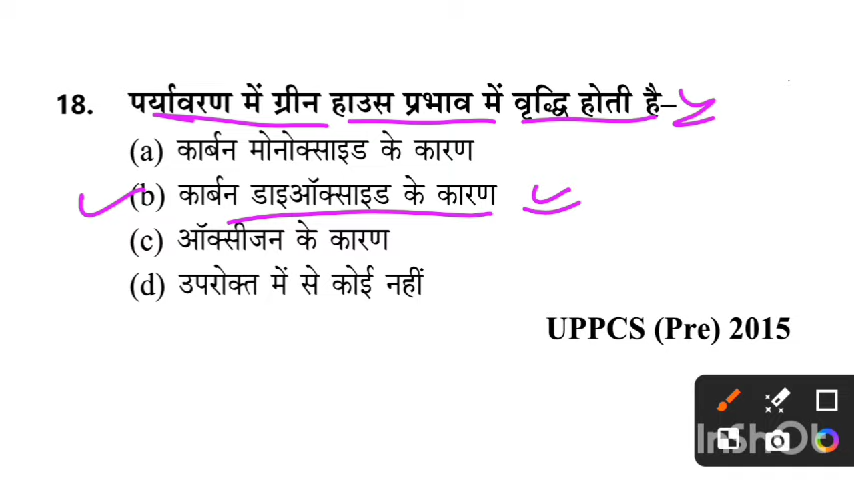 18. पर्यावरण में ग्रीन हाउस प्रभाव में वृद्धि होती है–
(a) कार्बन मोनोक्साइड के कारण
(b) कार्बन डाइऑक्साइड के कारण
(c) ऑक्सीजन के कारण
(d) उपरोक्त में से कोई नहीं
UPPCS (Pre) 2015
InShOt